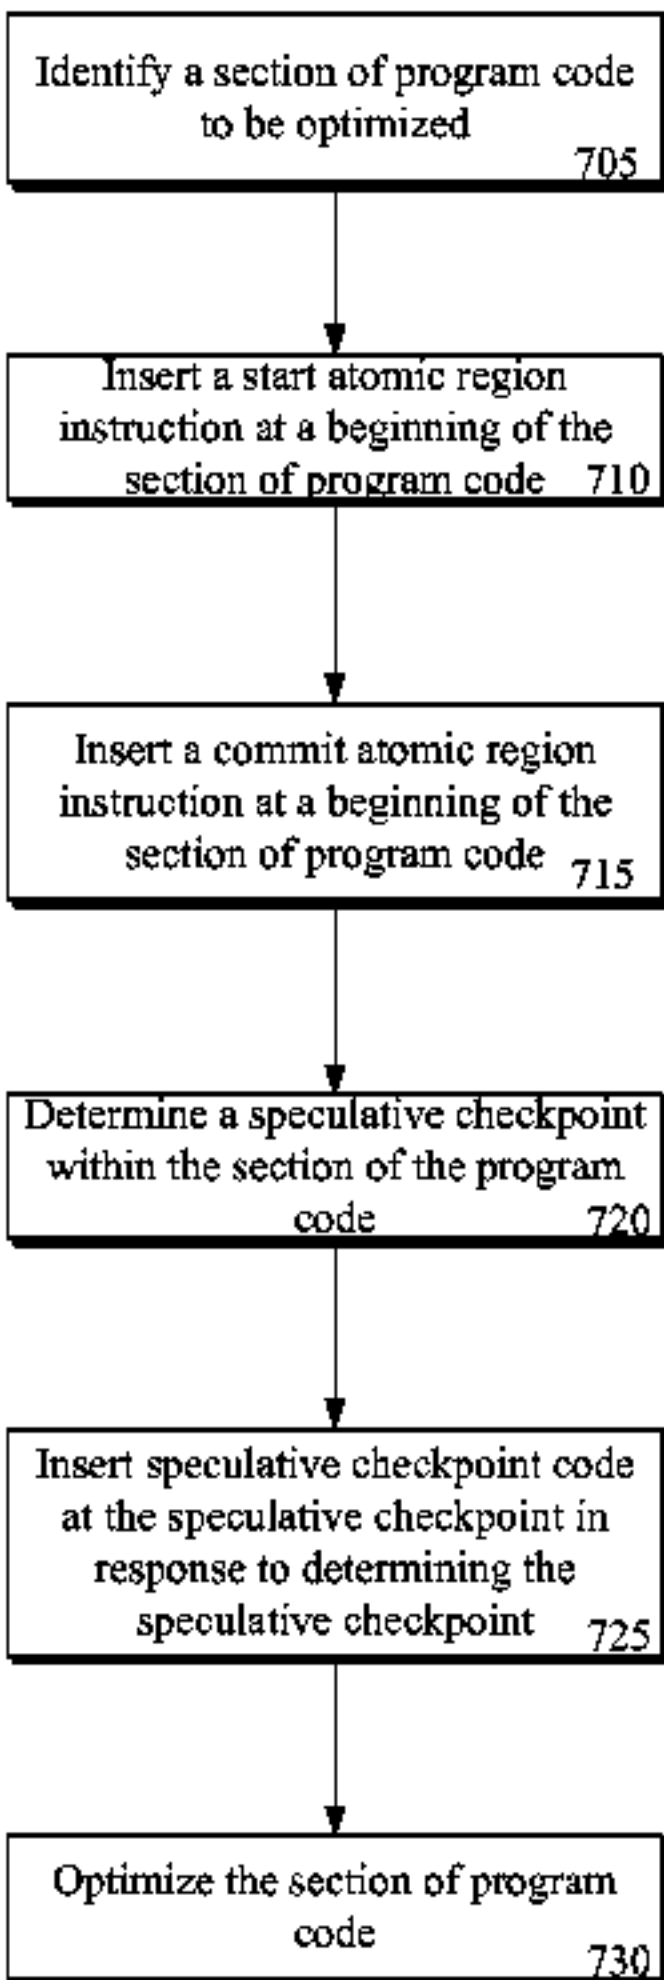 Identify a section of program code
to be optimized
705
Insert a start atomic region
instruction at a beginning of the
section of program code 710
Insert a commit atomic region
instruction at a beginning of the
section of program code 715
Determine a speculative checkpoint
within the section of the program
code 720
Insert speculative checkpoint code
at the speculative checkpoint in
response to determining the
speculative checkpoint 725
Optimize the section of program
code 730